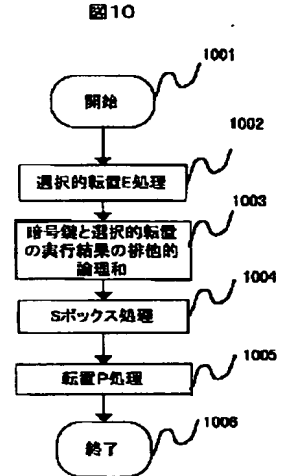 図10
1001
開始
1002
選択的転置E処理
1003
暗号鍵と選択的転置
の実行結果の排他的
論理和
1004
Sボックス処理
1005
転置P処理
1006
終了